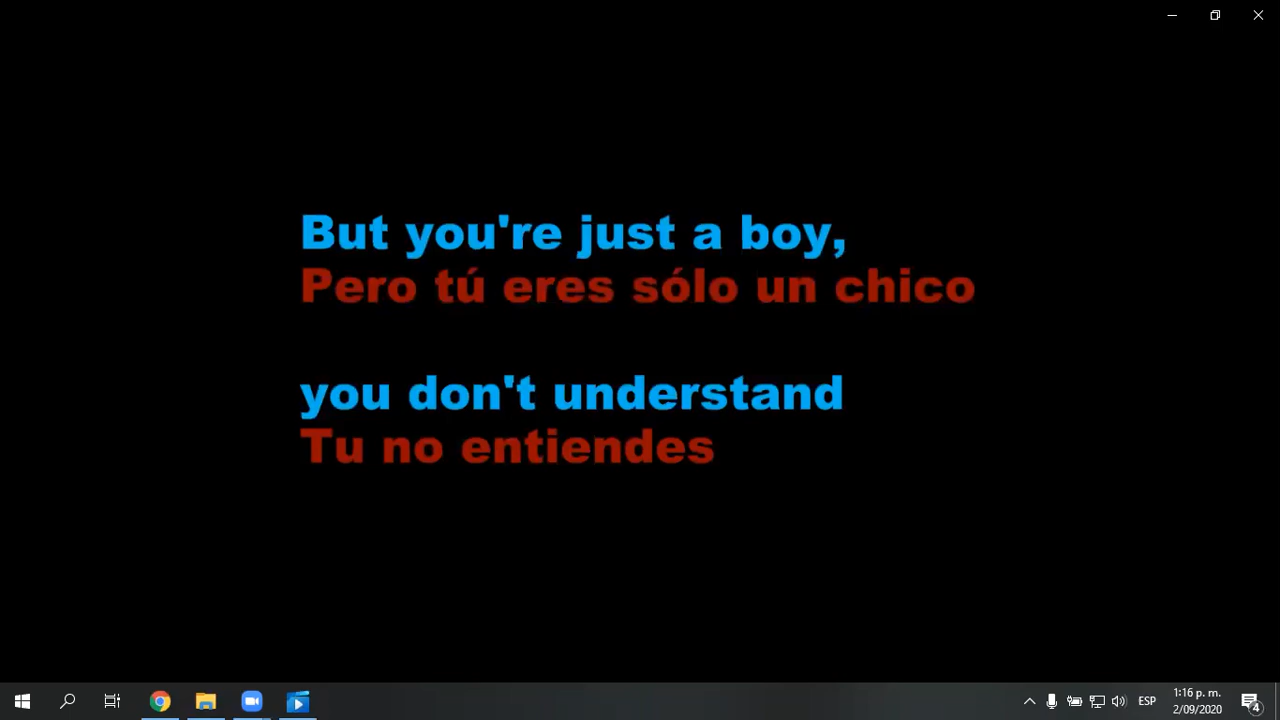 But you're just a boy,
Pero tú eres sólo un chico
you don't understand
Tu no entiendes
ESP
1:16 p. m.
2/09/2020
4